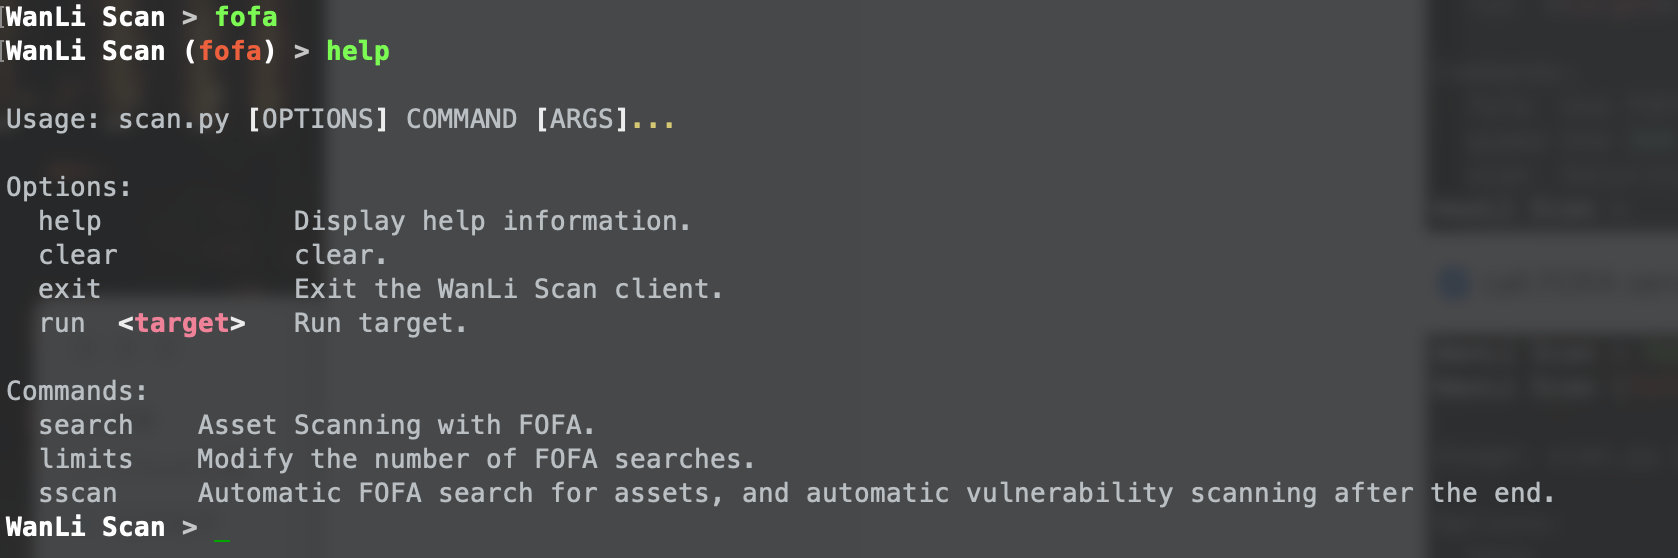 WanLi Scan > fofa
WanLi Scan (fofa) > help
Usage: scan.py [OPTIONS] COMMAND [ARGS]...
Options:
help Display help information.
clear clear.
exit Exit the WanLi Scan client.
run <target> Run target.
Commands:
search Asset Scanning with FOFA.
limits Modify the number of FOFA searches.
sscan Automatic FOFA search for assets, and automatic vulnerability scanning after the end.
WanLi Scan > _